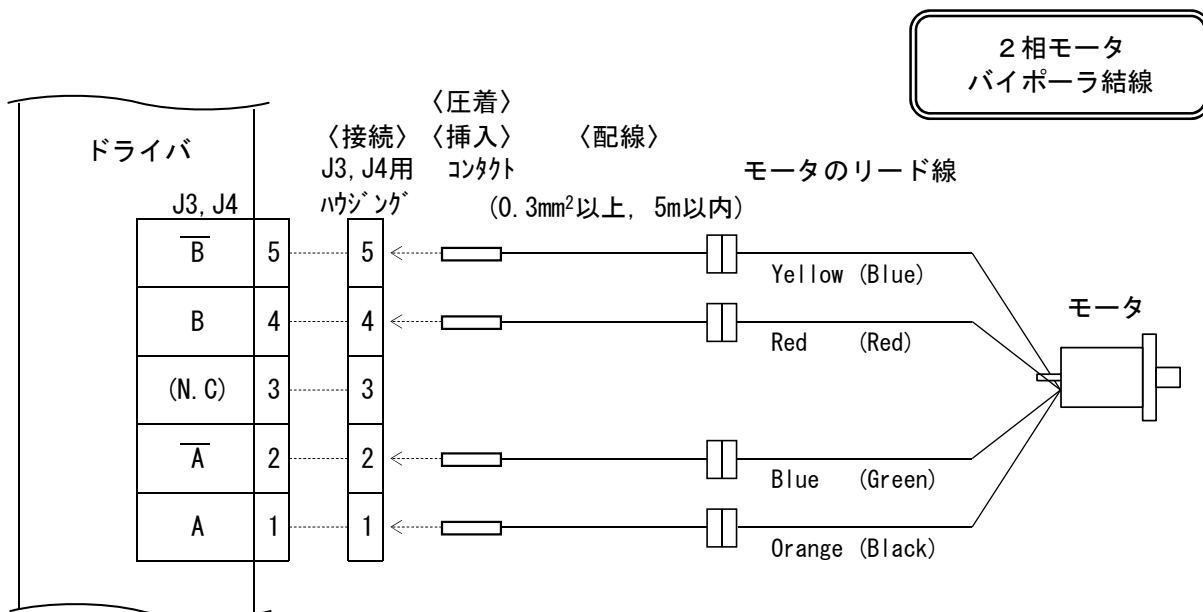 2相モータ
バイポーラ結線
ドライバ
〈圧着〉
〈接続〉〈挿入〉 〈配線〉
J3, J4用 ｺﾝﾀｸﾄ モータのリード線
J3, J4 ﾊｳｼﾞﾝｸﾞ (0.3mm²以上, 5m以内)
B̅ 5 5
Yellow (Blue)
モータ
B 4 4
Red (Red)
(N.C) 3 3
A̅ 2 2
Blue (Green)
A 1 1
Orange (Black)